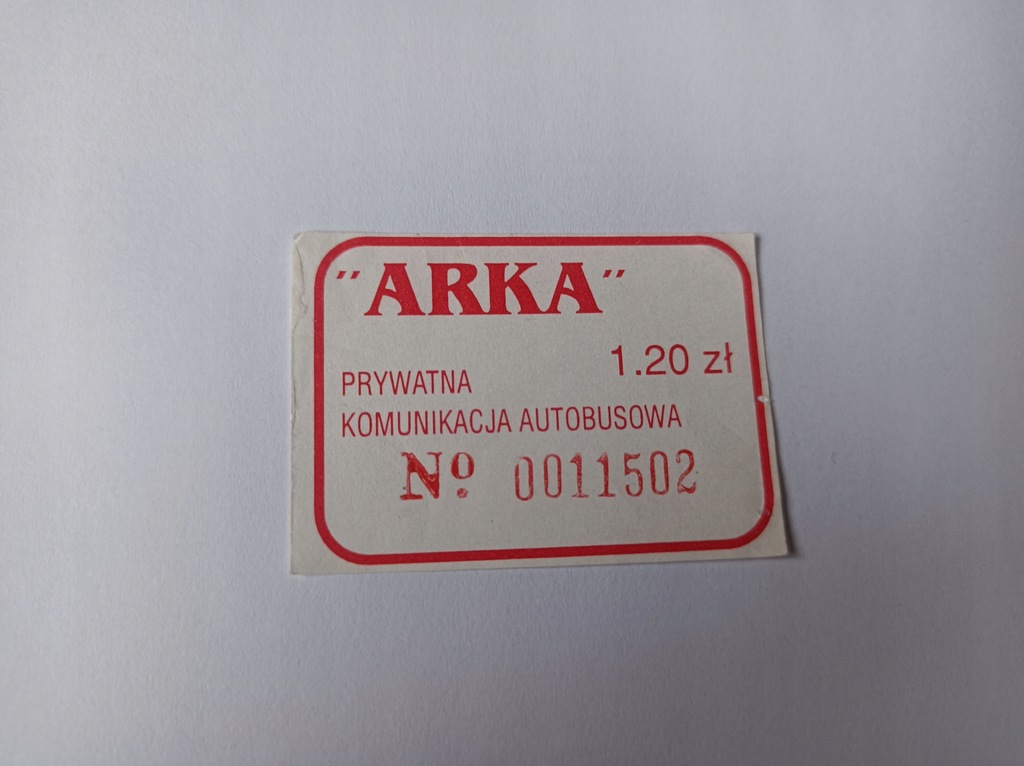 "ARKA"
1.20 zł
PRYWATNA
KOMUNIKACJA AUTOBUSOWA
Nº 0011502